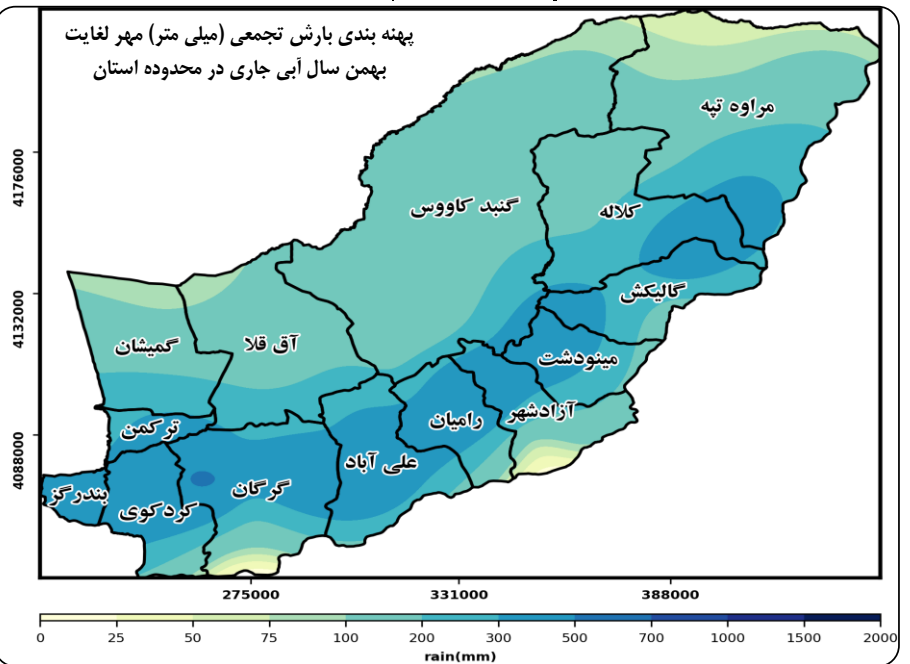 پهنه بندی بارش تجمعی (میلی متر) مهر لغایت
بهمن سال آبی جاری در محدوده استان
مراوه تپه
گنبد کاووس
کلاله
گالیکش
گمیشان
آق قلا
مینودشت
آزادشهر
رامیان
ترکمن
علی آباد
گرگان
بندرگز
کردکوی
4176000
4132000
4088000
275000 331000 388000
0 25 50 75 100 200 300 500 700 1000 1500 2000
rain(mm)